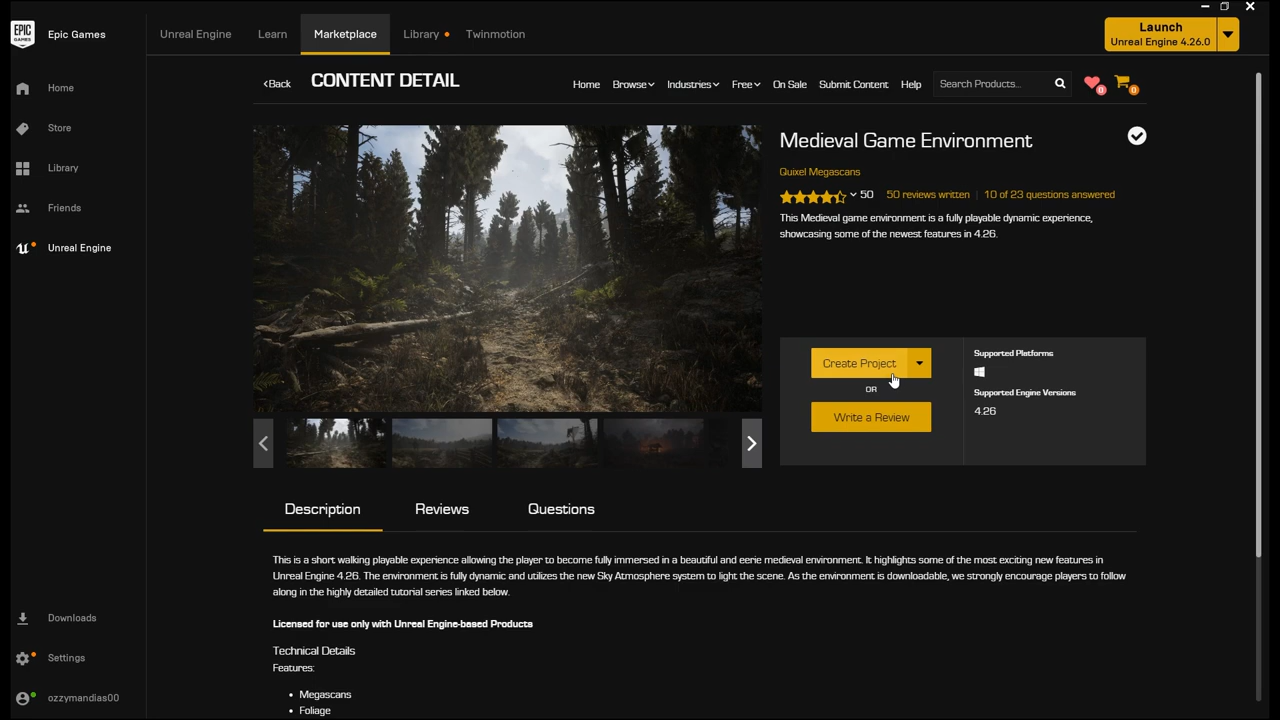 EPIC GAMES
Epic Games
Unreal Engine
Learn
Marketplace
Library
Twinmotion
Launch
Unreal Engine 4.26.0
Home
Store
Library
Friends
Unreal Engine
Downloads
Settings
ozzymandias00
Back
CONTENT DETAIL
Home
Browse
Industries
Free
On Sale
Submit Content
Help
Search Products...
0
0
Medieval Game Environment
Quixel Megascans
50
50 reviews written | 10 of 23 questions answered
This Medieval game environment is a fully playable dynamic experience,
showcasing some of the newest features in 4.26.
Create Project
OR
Write a Review
Supported Platforms
Supported Engine Versions
4.26
Description
Reviews
Questions
This is a short walking playable experience allowing the player to become fully immersed in a beautiful and eerie medieval environment. It highlights some of the most exciting new features in
Unreal Engine 4.26. The environment is fully dynamic and utilizes the new Sky Atmosphere system to light the scene. As the environment is downloadable, we strongly encourage players to follow
along in the highly detailed tutorial series linked below.
Licensed for use only with Unreal Engine-based Products
Technical Details
Features:
• Megascans
• Foliage